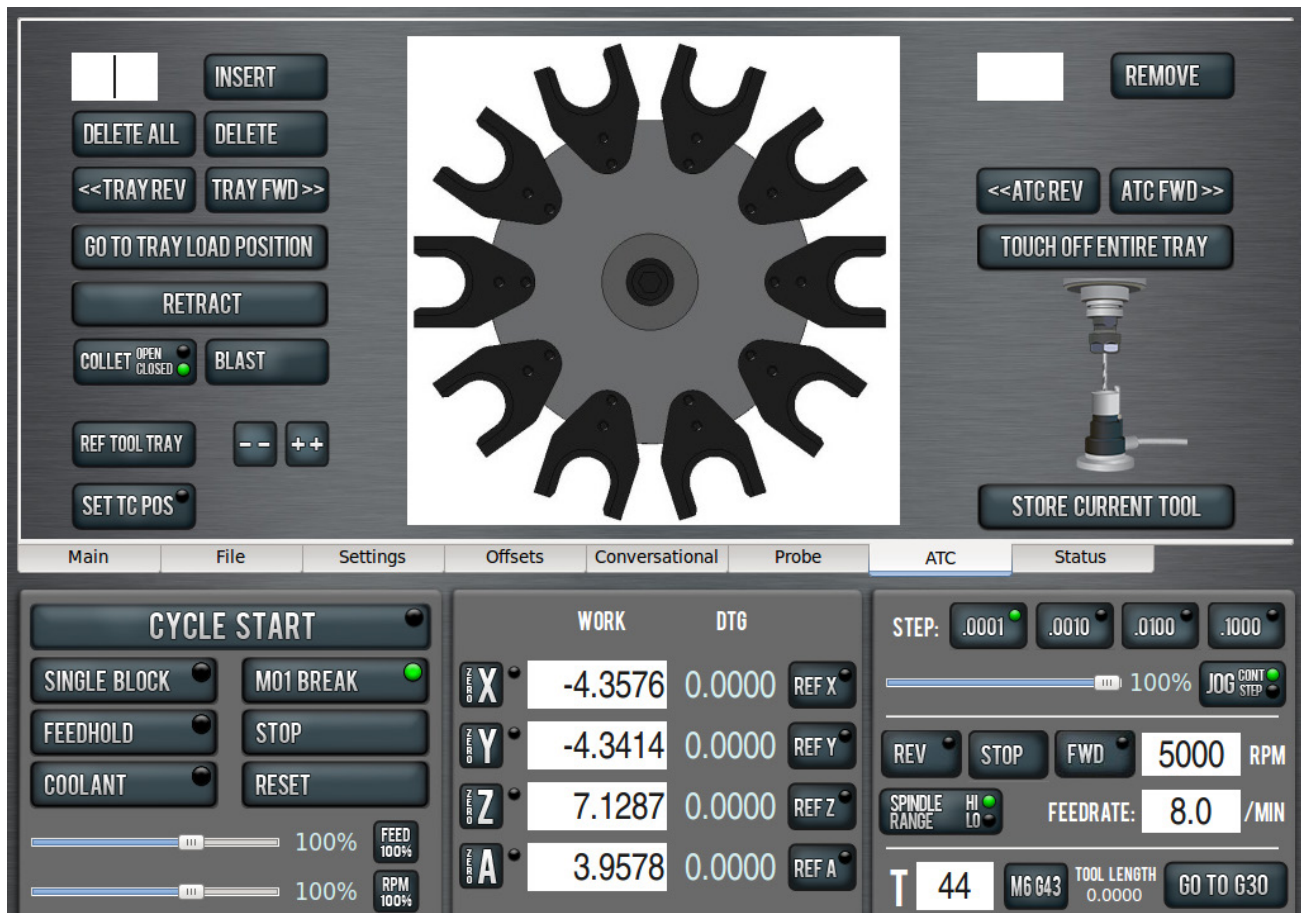 INSERT
REMOVE
DELETE ALL
DELETE
<<TRAY REV
TRAY FWD >>
<<ATC REV
ATC FWD >>
GO TO TRAY LOAD POSITION
TOUCH OFF ENTIRE TRAY
RETRACT
COLLET OPEN
CLOSED
BLAST
REF TOOL TRAY
--
++
SET TC POS
STORE CURRENT TOOL
Main
File
Settings
Offsets
Conversational
Probe
ATC
Status
CYCLE START
SINGLE BLOCK
M01 BREAK
FEEDHOLD
STOP
COOLANT
RESET
100%
FEED
100%
100%
RPM
100%
WORK
DTG
ZERO X
-4.3576
0.0000
REF X
ZERO Y
-4.3414
0.0000
REF Y
ZERO Z
7.1287
0.0000
REF Z
ZERO A
3.9578
0.0000
REF A
STEP:
.0001
.0010
.0100
.1000
100%
JOG CONT
STEP
REV
STOP
FWD
5000
RPM
SPINDLE
RANGE
HI
LO
FEEDRATE:
8.0
/MIN
T
44
M6 G43
TOOL LENGTH
0.0000
GO TO G30